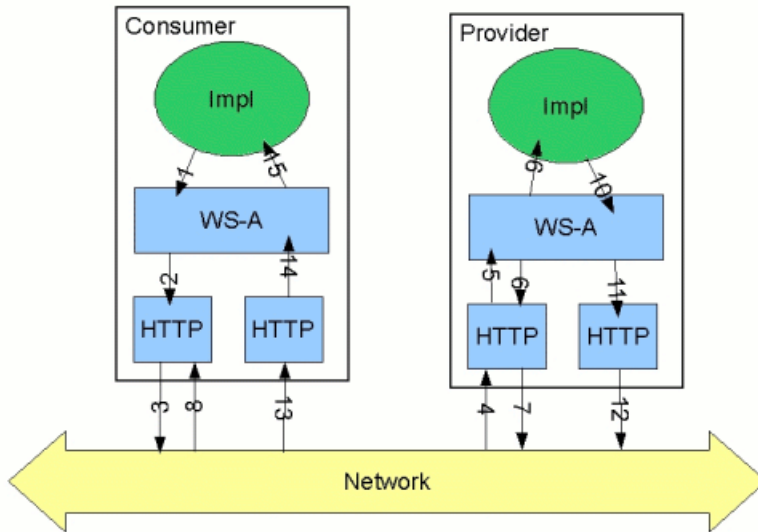 Consumer
Impl
1
15
WS-A
2
14
HTTP
HTTP
3
8
13
Provider
Impl
9
10
WS-A
5
6
11
HTTP
HTTP
4
7
12
Network